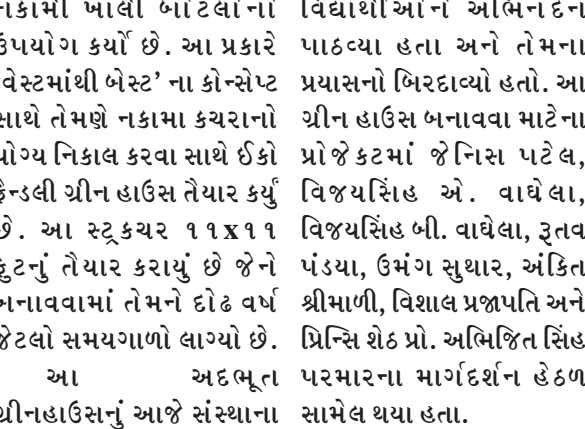 નકામી ખાલી બોટલોનો
ઉપયોગ કર્યો છે. આ પ્રકારે
વેસ્ટમાંથી બેસ્ટ’ ના કોન્સેપ્ટ
સાથે તેમણે નકામા કચરાનો
યોગ્ય નિકાલ કરવા સાથે ઈકો
ફ્રેન્ડલી ગ્રીન હાઉસ તૈયાર કર્યું
છે. આ સ્ટ્રકચર ૧૧x૧૧
ફુટનું તૈયાર કરાયું છે જેને
બનાવવામાં તેમને દોઢ વર્ષ
જેટલો સમયગાળો લાગ્યો છે.
આ અદભૂત
ગ્રીનહાઉસનું આજે સંસ્થાના
વિદ્યાર્થીઓને અભિનંદન
પાઠવ્યા હતા અને તેમના
પ્રયાસનો બિરદાવ્યો હતો. આ
ગ્રીન હાઉસ બનાવવા માટેના
પ્રોજેકટમાં જેનિસ પટેલ,
વિજયસિંહ એ. વાઘેલા,
વિજયસિંહ બી. વાઘેલા, રૂતવ
પંડયા, ઉમંગ સુથાર, અંકિત
શ્રીમાળી, વિશાલ પ્રજાપતિ અને
પ્રિન્સિ શેઠ પ્રો. અભિજિત સિંહ
પરમારના માર્ગદર્શન હેઠળ
સામેલ થયા હતા.